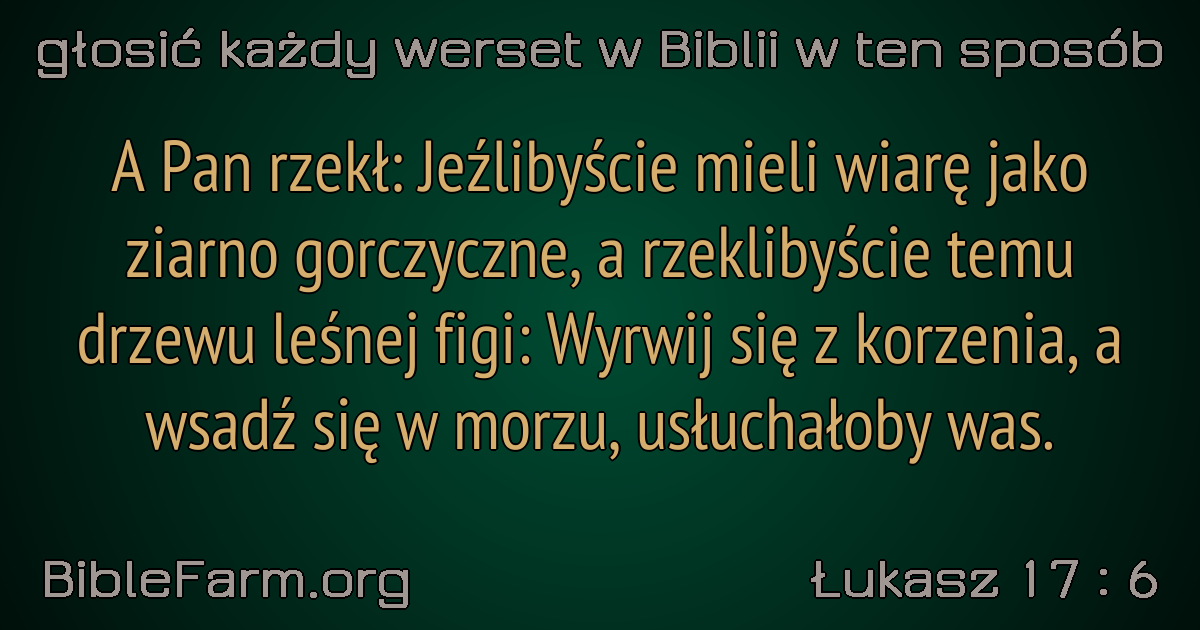 głosić każdy werset w Biblii w ten sposób
A Pan rzekł: Jeźlibyście mieli wiarę jako
ziarno gorczyczne, a rzeklibyście temu
drzewu leśnej figi: Wyrwij się z korzenia, a
wsadź się w morzu, usłuchałoby was.
BibleFarm.org
Łukasz 17 : 6